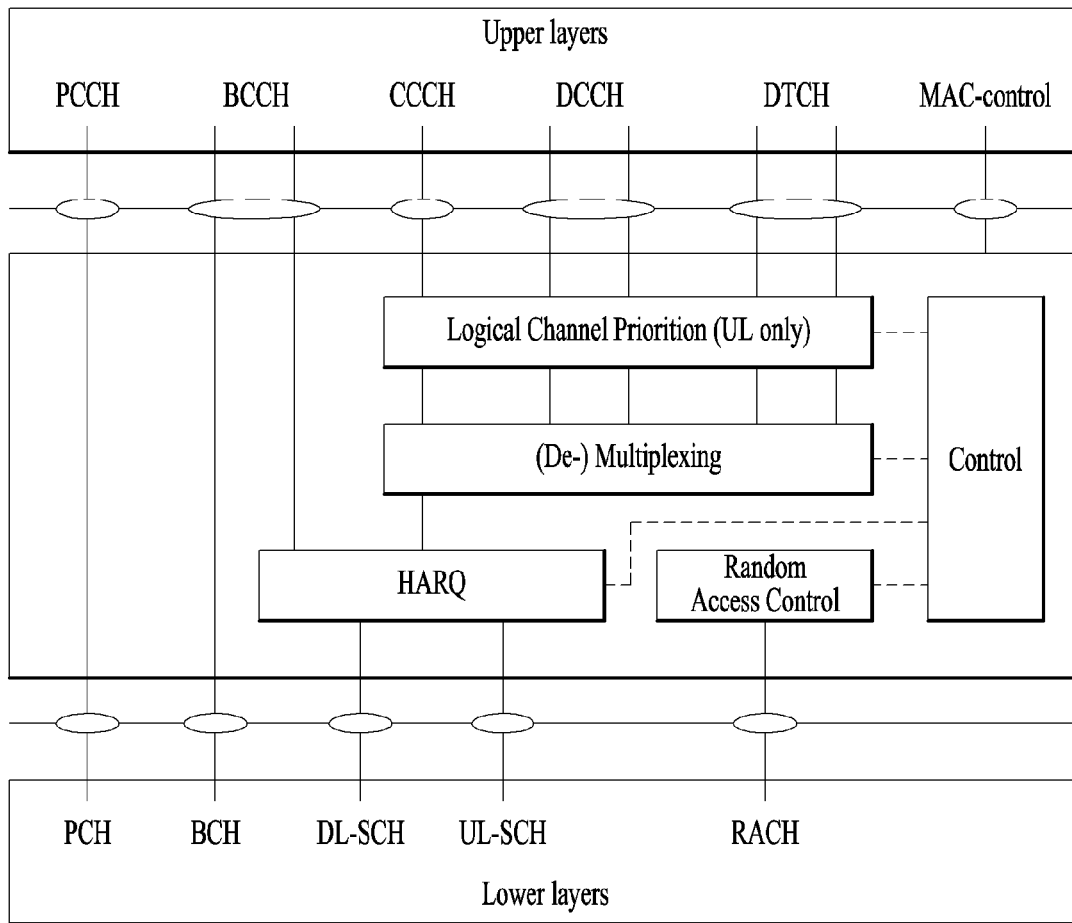 Upper layers
PCCH BCCH CCCH DCCH DTCH MAC-control
Logical Channel Priorition (UL only)
(De-) Multiplexing
Control
HARQ
Random
Access Control
PCH BCH DL-SCH UL-SCH RACH
Lower layers